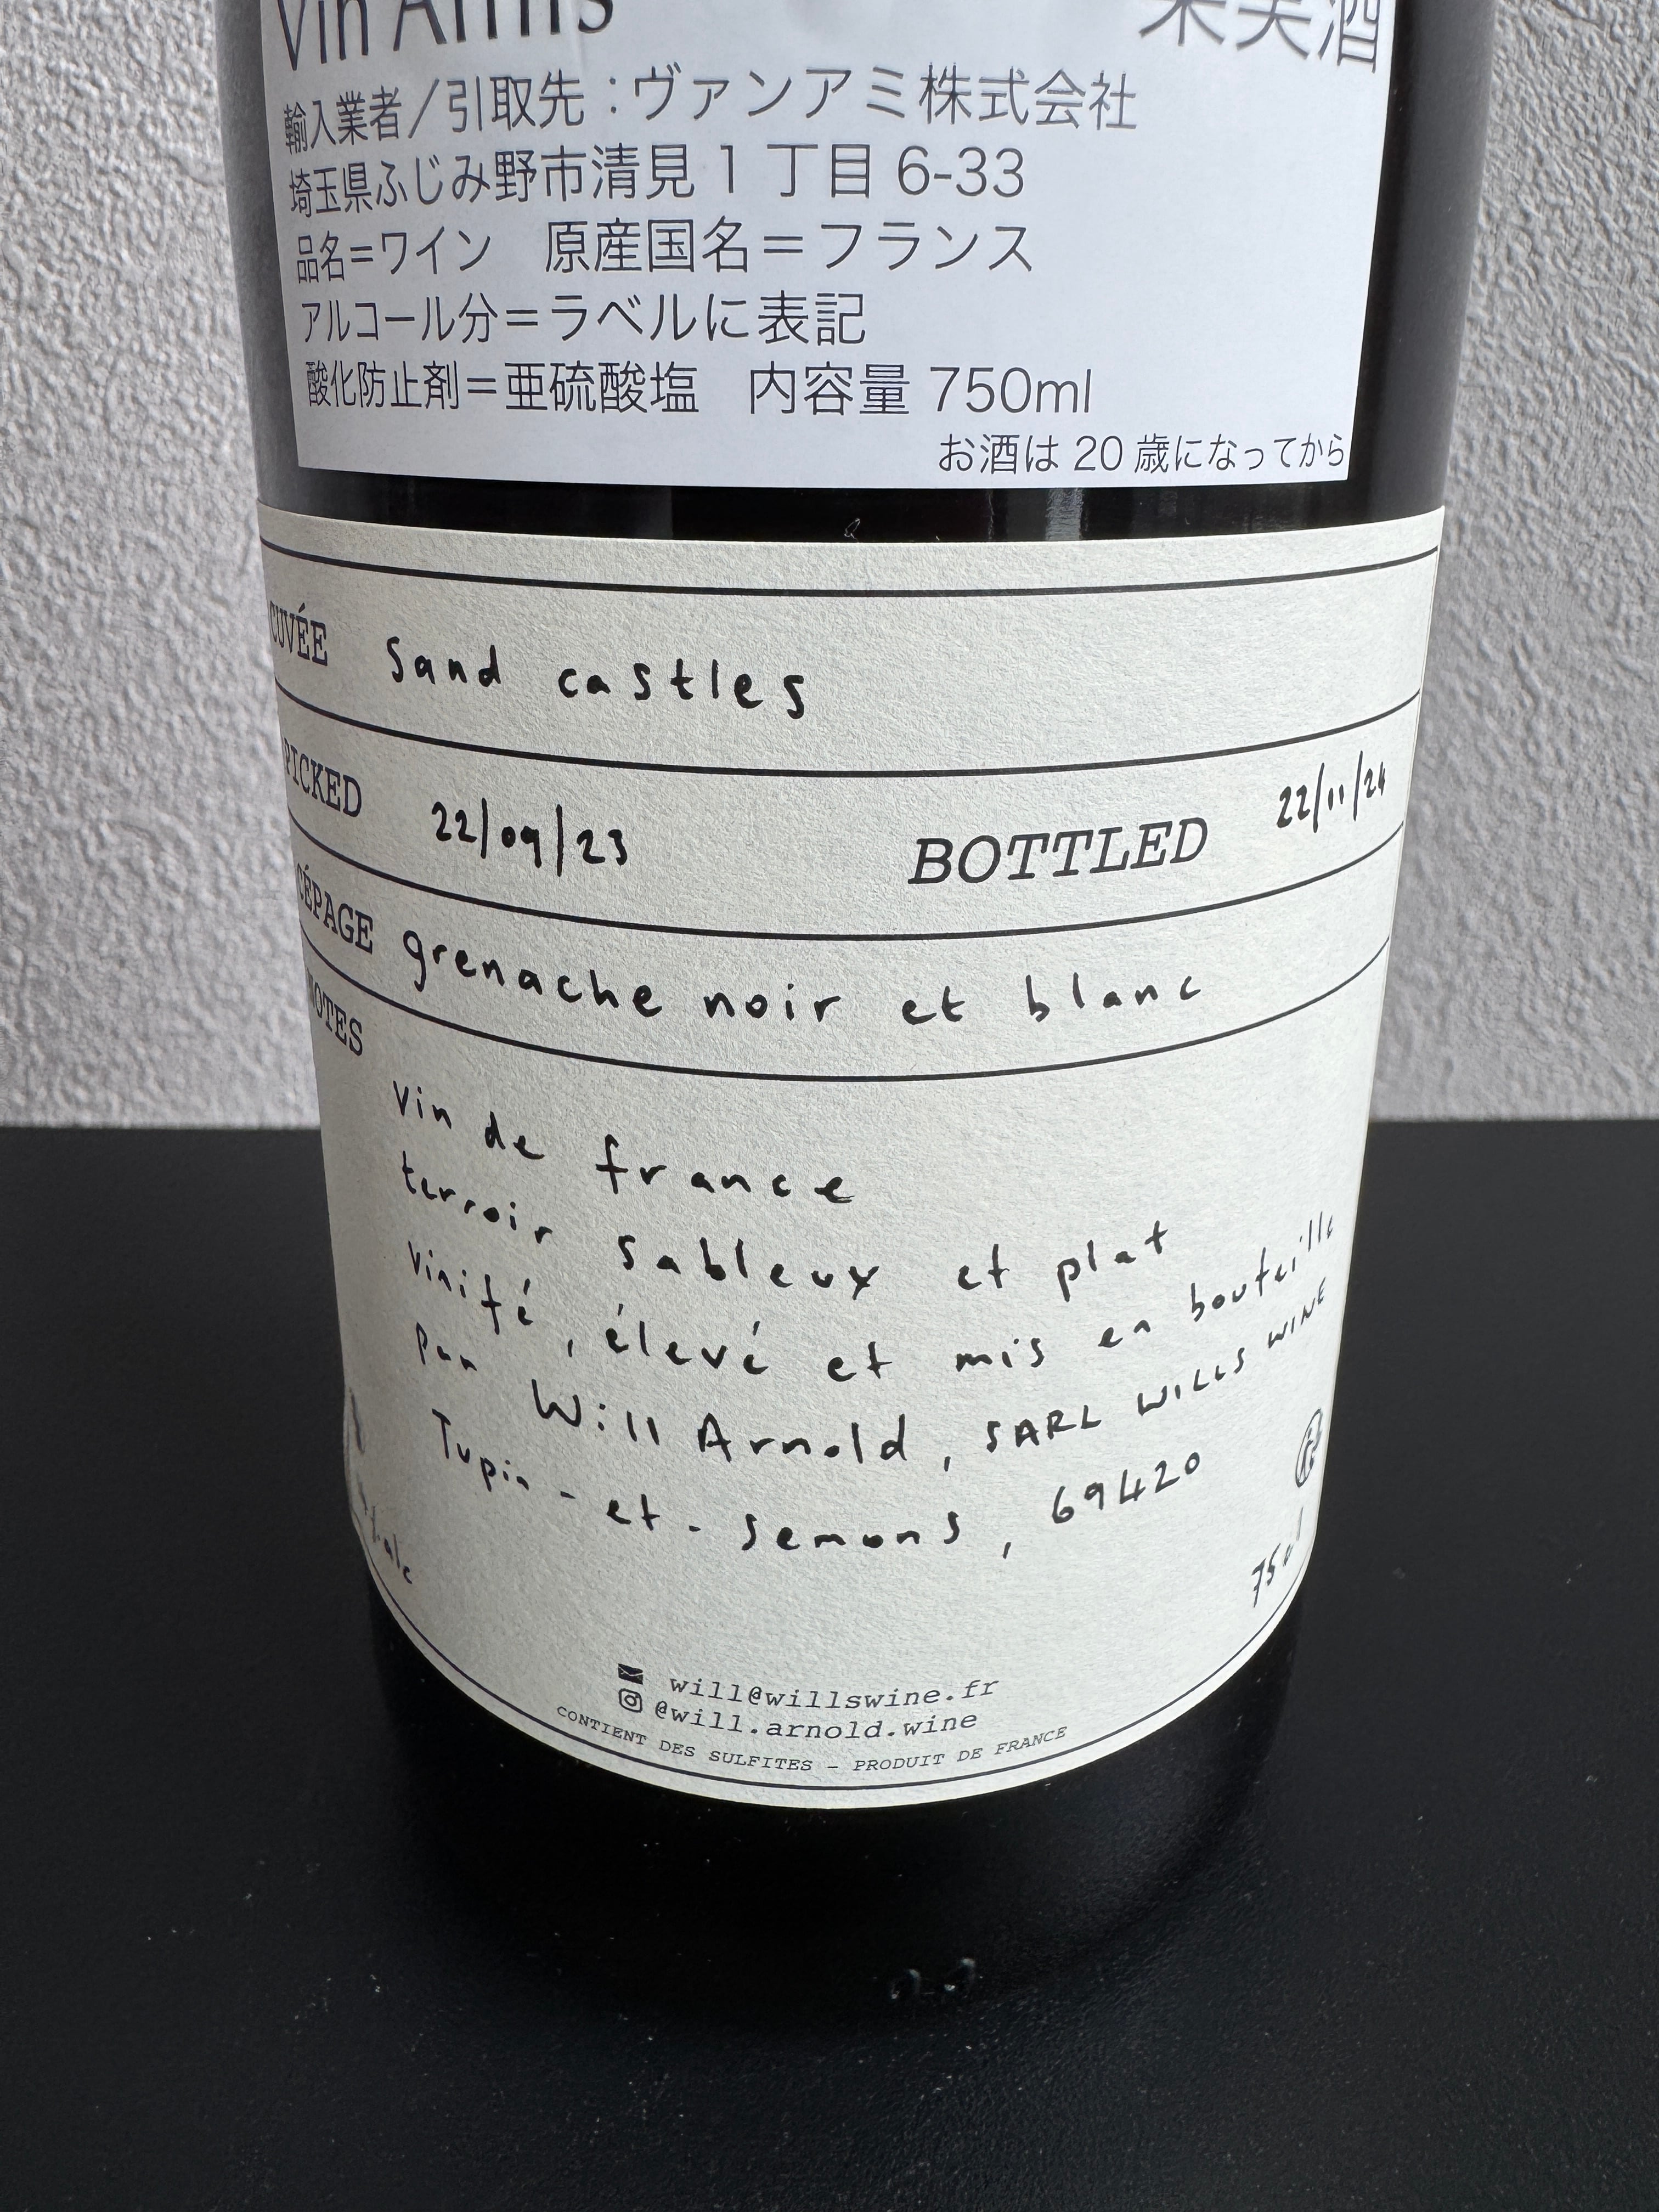 Vin Amis 果実酒
輸入業者／引取先：ヴァンアミ株式会社
埼玉県ふじみ野市清見1丁目6-33
品名＝ワイン　原産国名＝フランス
アルコール分＝ラベルに表記
酸化防止剤＝亜硫酸塩　内容量 750ml
お酒は20歳になってから
CUVÉE Sand castles
PICKED 22/09/23 BOTTLED 22/11/24
CÉPAGE grenache noir et blanc
NOTES
vin de france
terroir sableux et plat
vinifé, élevé et mis en bouteille
par Will Arnold, SARL WILLS WINE
Tupin-et-semons, 69420
%alc 75cl
will@willswine.fr
@will.arnold.wine
CONTIENT DES SULFITES - PRODUIT DE FRANCE